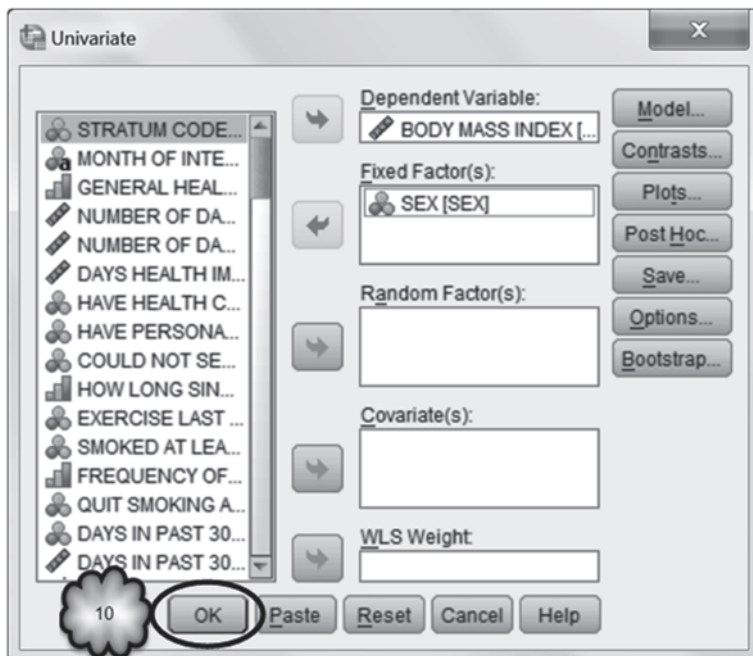 Univariate
STRATUM CODE...
MONTH OF INTE...
GENERAL HEAL...
NUMBER OF DA...
NUMBER OF DA...
DAYS HEALTH IM...
HAVE HEALTH C...
HAVE PERSONA...
COULD NOT SE...
HOW LONG SIN...
EXERCISE LAST ...
SMOKED AT LEA...
FREQUENCY OF...
QUIT SMOKING A...
DAYS IN PAST 30...
DAYS IN PAST 30...
Dependent Variable:
BODY MASS INDEX [...
Fixed Factor(s):
SEX [SEX]
Random Factor(s):
Covariate(s):
WLS Weight:
Model...
Contrasts...
Plots...
Post Hoc...
Save...
Options...
Bootstrap...
10
OK
Paste
Reset
Cancel
Help